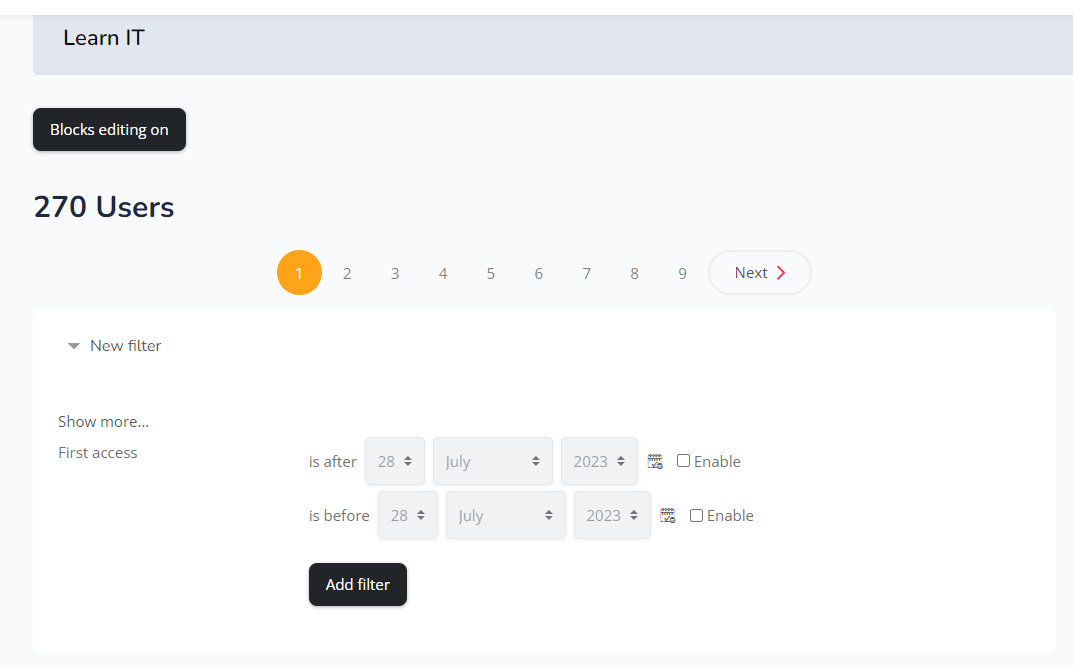 Learn IT
Blocks editing on
270 Users
1 2 3 4 5 6 7 8 9 Next
New filter
Show more...
First access
is after 28 July 2023 Enable
is before 28 July 2023 Enable
Add filter